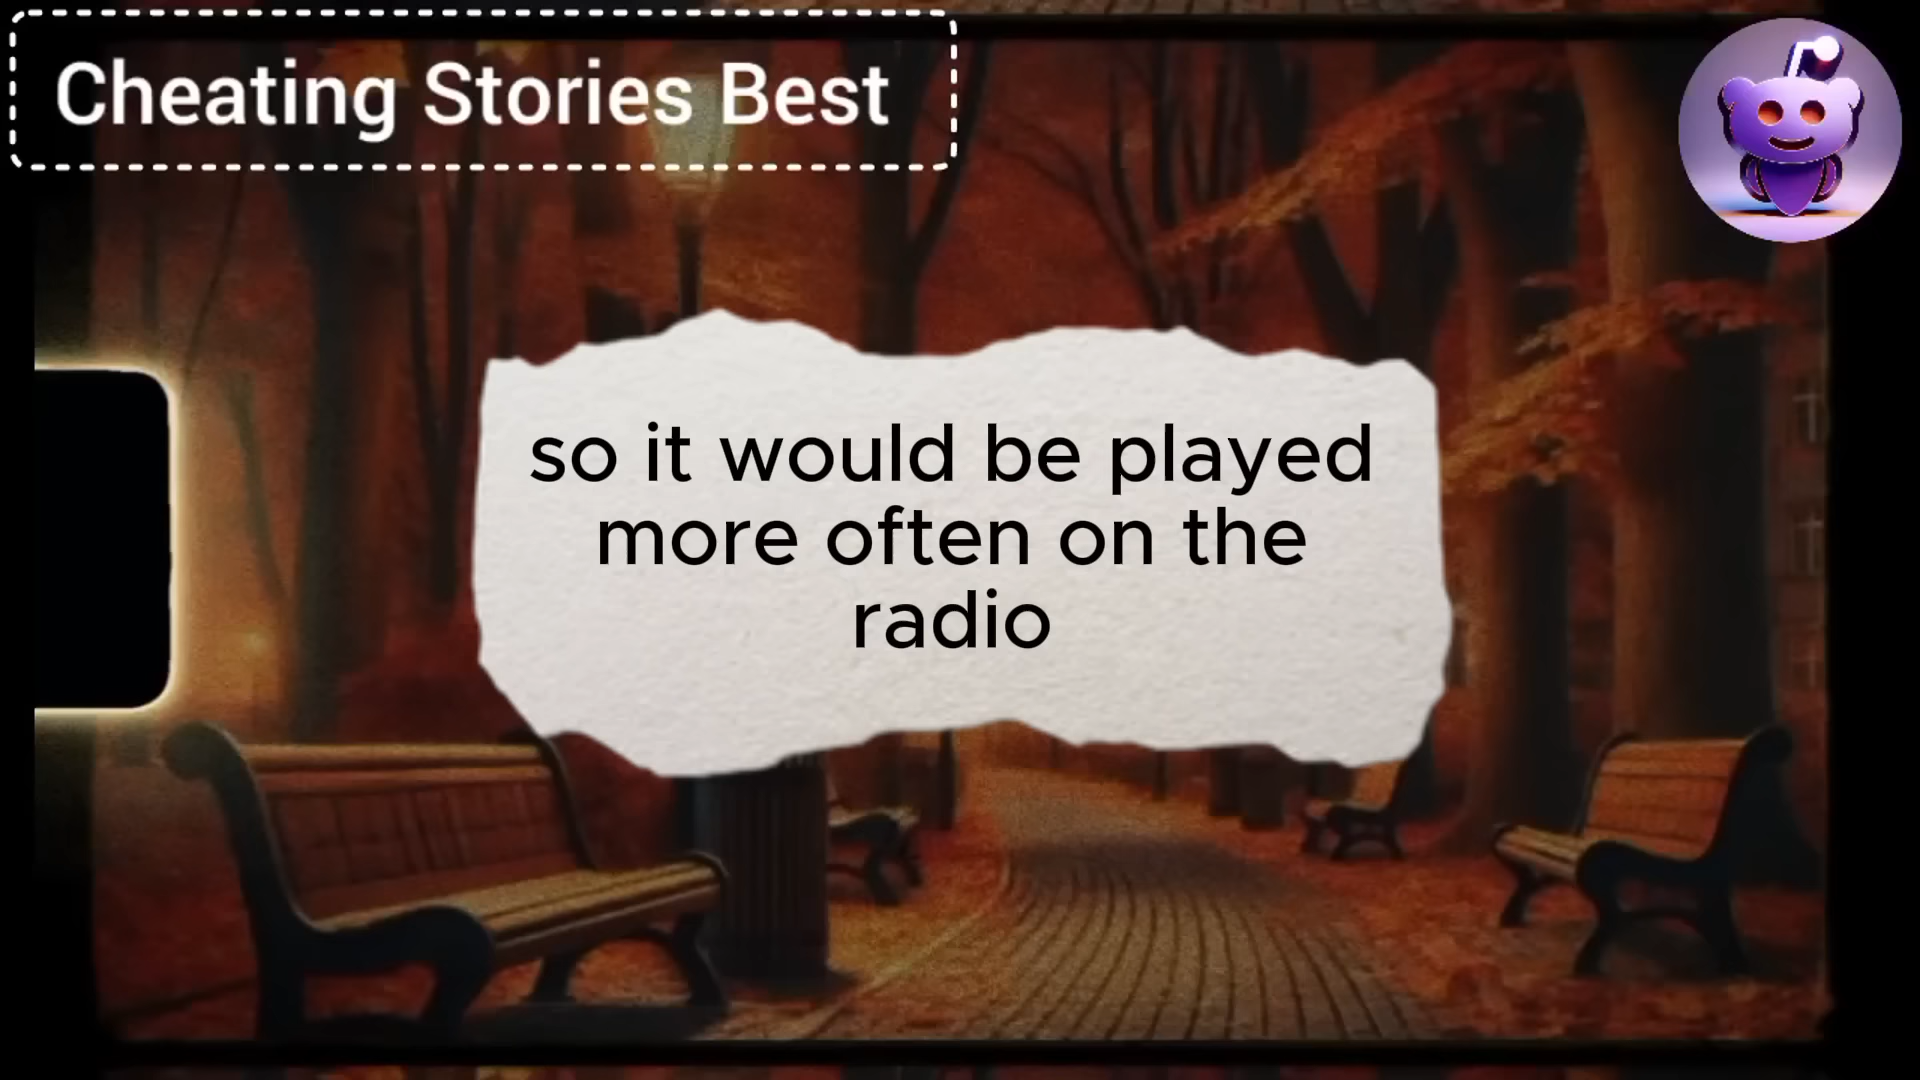 Cheating Stories Best
so it would be played
more often on the
radio